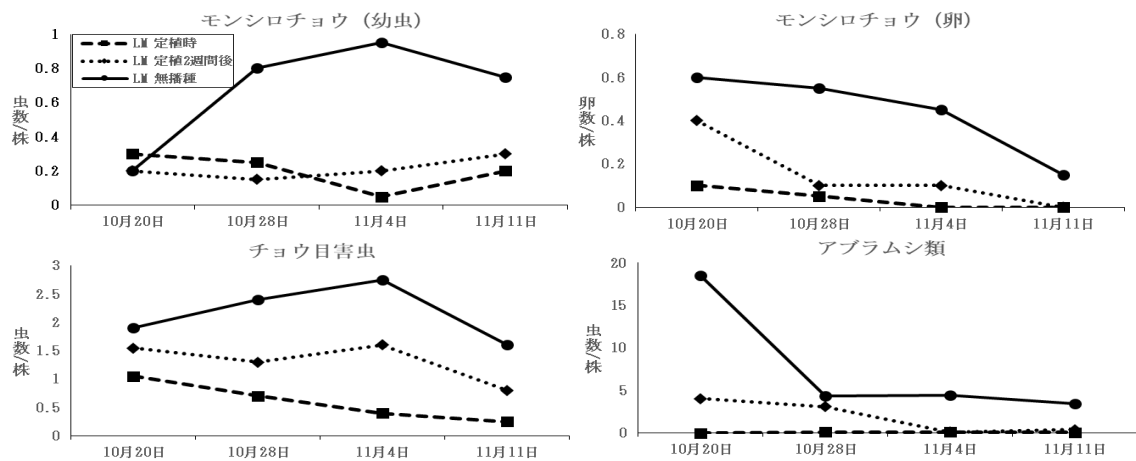 モンシロチョウ (幼虫)
1
0.8
0.6
0.4
0.2
0
虫数/株
LM 定植時
LM 定植2週間後
LM 無播種
10月20日
10月28日
11月4日
11月11日
モンシロチョウ (卵)
0.8
0.6
0.4
0.2
0
卵数/株
10月20日
10月28日
11月4日
11月11日
チョウ目害虫
3
2.5
2
1.5
1
0.5
0
虫数/株
10月20日
10月28日
11月4日
11月11日
アブラムシ類
20
15
10
5
0
虫数/株
10月20日
10月28日
11月4日
11月11日